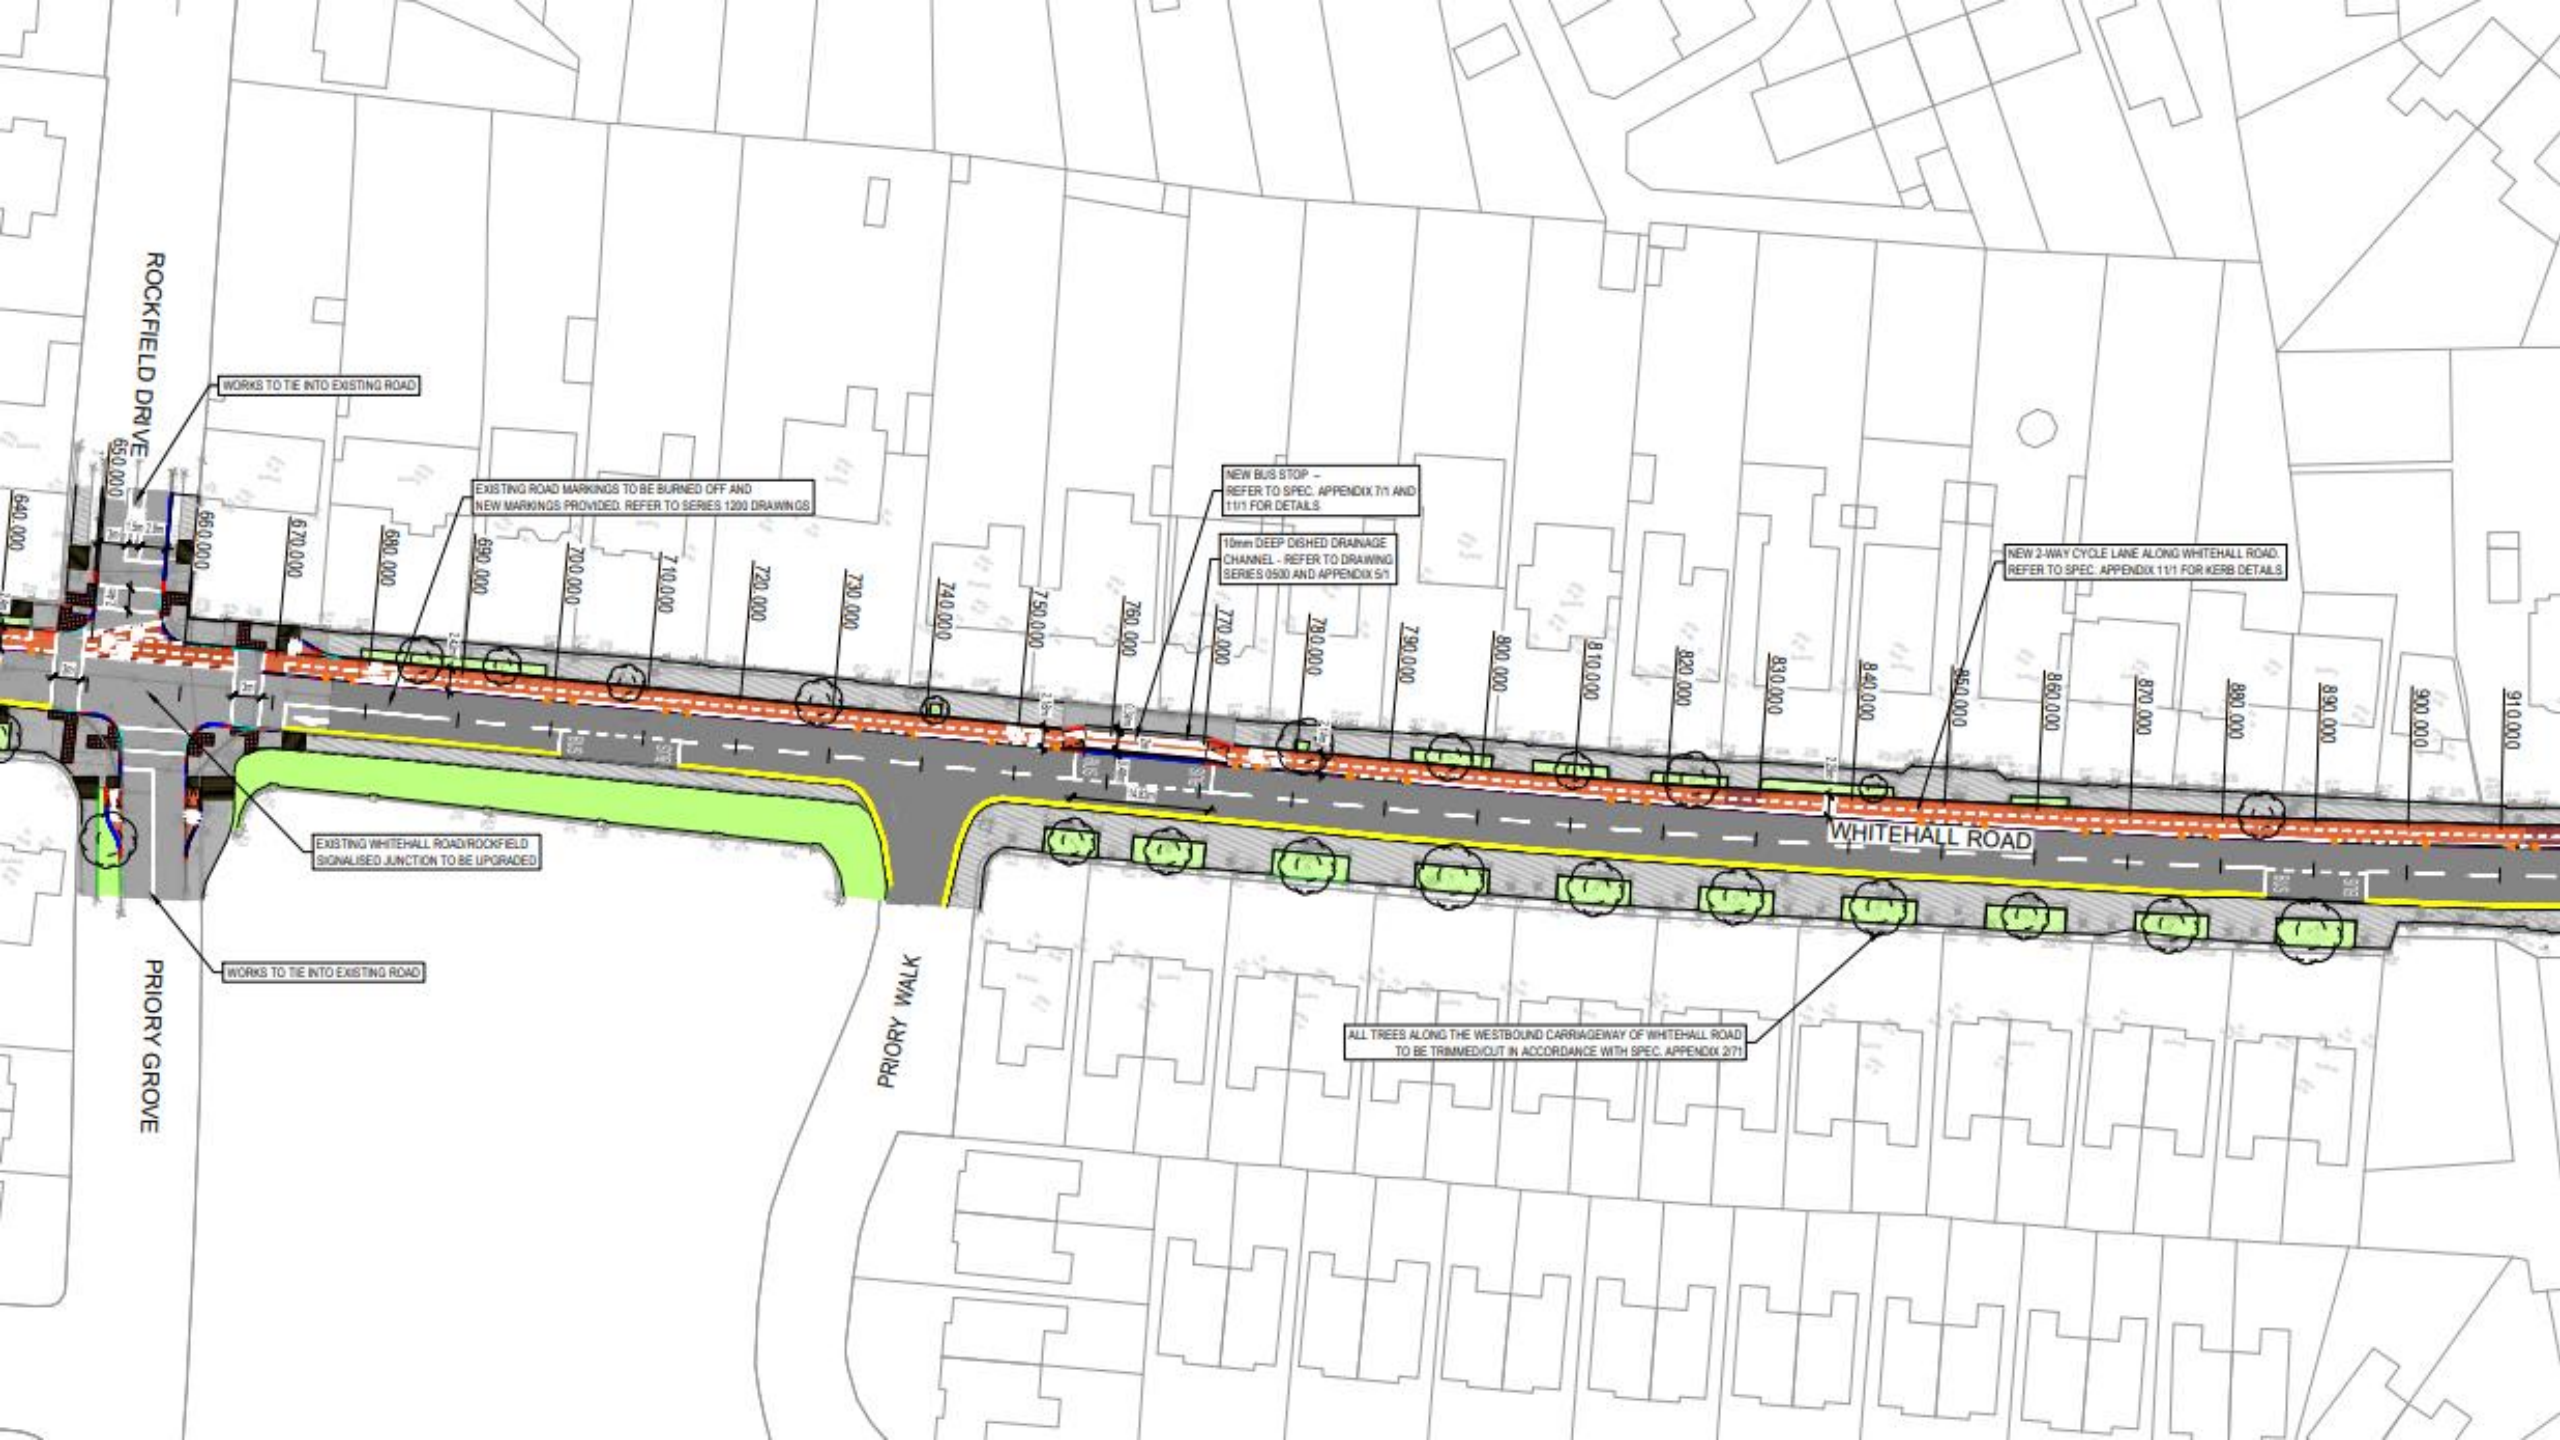 ROCKFIELD DRIVE
WORKS TO TIE INTO EXISTING ROAD
EXISTING ROAD MARKINGS TO BE BURNED OFF AND
NEW MARKINGS PROVIDED. REFER TO SERIES 1200 DRAWINGS
NEW BUS STOP –
REFER TO SPEC. APPENDIX 7/1 AND
11/1 FOR DETAILS
10mm DEEP DISHED DRAINAGE
CHANNEL - REFER TO DRAWING
SERIES 0500 AND APPENDIX 5/1
NEW 2-WAY CYCLE LANE ALONG WHITEHALL ROAD.
REFER TO SPEC. APPENDIX 11/1 FOR KERB DETAILS
640.000
650.000
660.000
670.000
680.000
690.000
700.000
710.000
720.000
730.000
740.000
750.000
760.000
770.000
780.000
790.000
800.000
810.000
820.000
830.000
840.000
850.000
860.000
870.000
880.000
890.000
900.000
910.000
BUS
BUS
BUS
BUS
BUS
BUS
WHITEHALL ROAD
EXISTING WHITEHALL ROAD/ROCKFIELD
SIGNALISED JUNCTION TO BE UPGRADED
WORKS TO TIE INTO EXISTING ROAD
PRIORY GROVE
PRIORY WALK
ALL TREES ALONG THE WESTBOUND CARRIAGEWAY OF WHITEHALL ROAD
TO BE TRIMMED/CUT IN ACCORDANCE WITH SPEC. APPENDIX 2/71